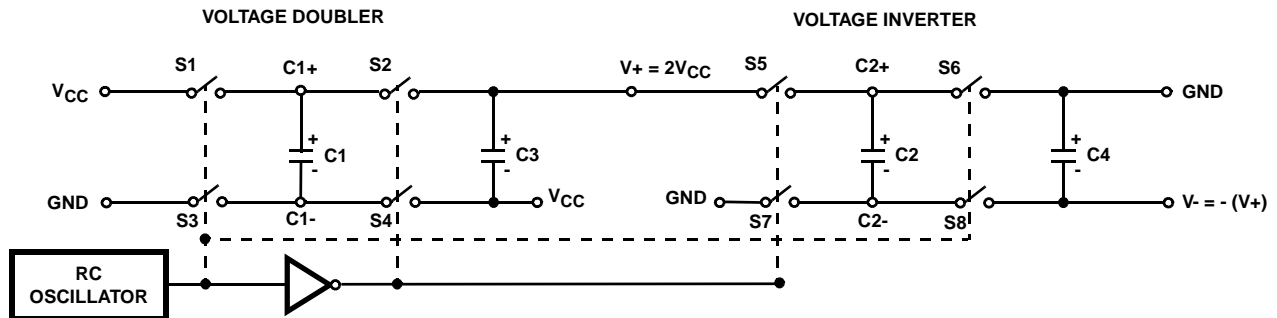 VOLTAGE DOUBLER
VOLTAGE INVERTER
S1
C1+
S2
V+ = 2VCC
S5
C2+
S6
VCC
GND
+
C1
-
+
C3
-
+
C2
-
+
C4
-
GND
S3
C1-
S4
VCC
GND
S7
C2-
S8
V- = - (V+)
RC
OSCILLATOR